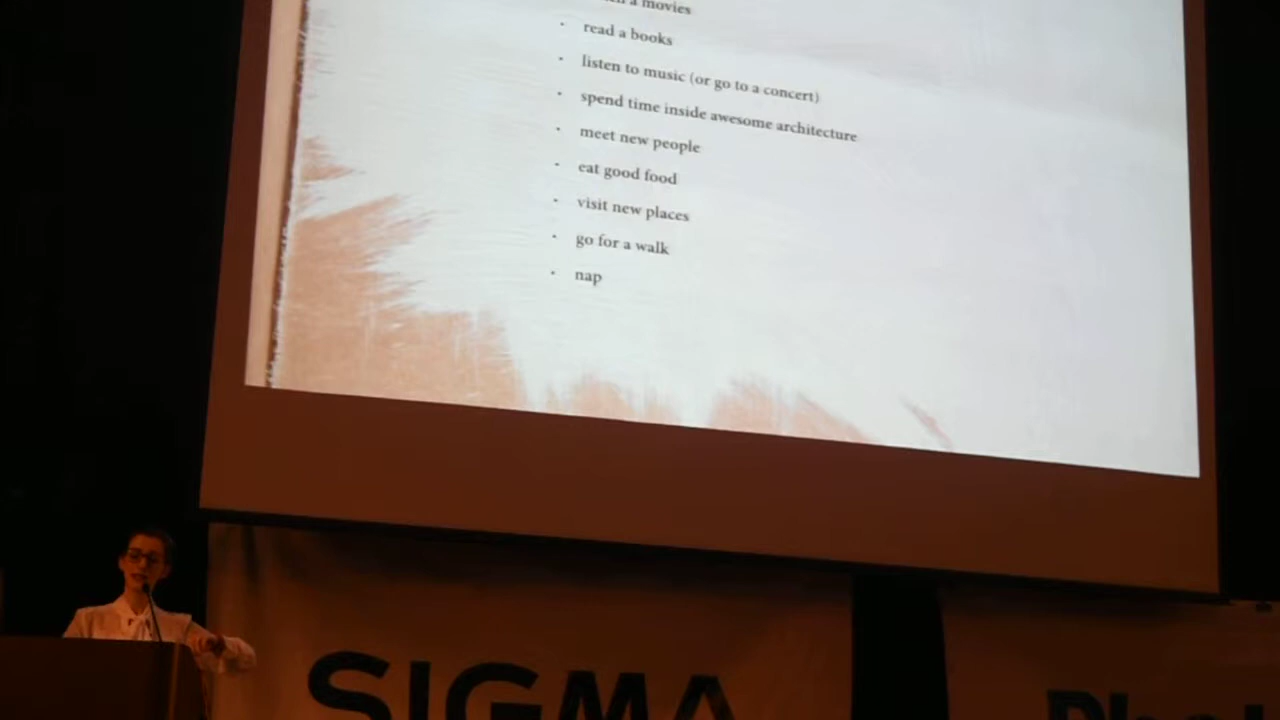 a movies
read a books
listen to music (or go to a concert)
spend time inside awesome architecture
meet new people
eat good food
visit new places
go for a walk
nap
SIGMA